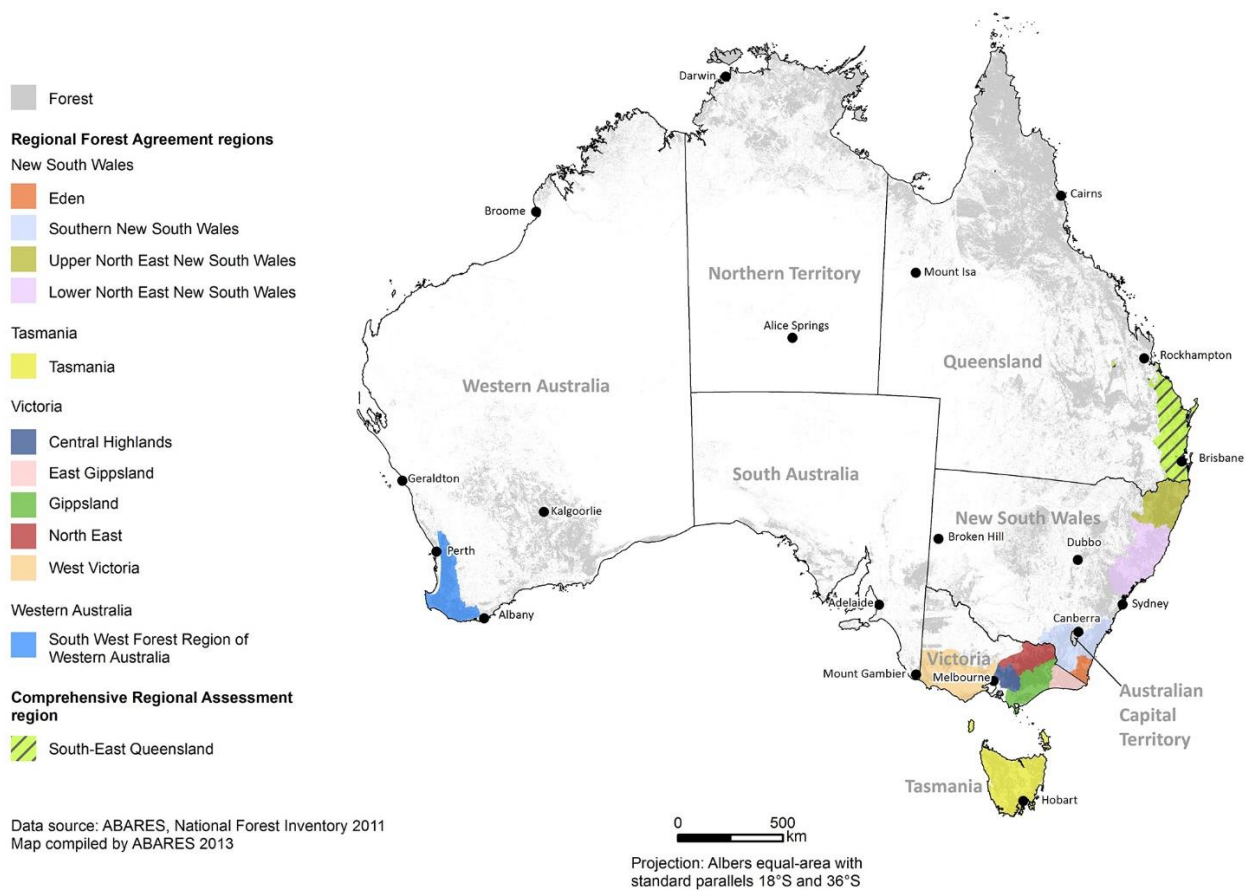 Forest
Regional Forest Agreement regions
New South Wales
Eden
Southern New South Wales
Upper North East New South Wales
Lower North East New South Wales
Tasmania
Tasmania
Victoria
Central Highlands
East Gippsland
Gippsland
North East
West Victoria
Western Australia
South West Forest Region of
Western Australia
Comprehensive Regional Assessment
region
South-East Queensland
Data source: ABARES, National Forest Inventory 2011
Map compiled by ABARES 2013
Darwin
Broome
Cairns
Northern Territory
Mount Isa
Alice Springs
Rockhampton
Queensland
Western Australia
Brisbane
South Australia
Geraldton
Kalgoorlie
New South Wales
Broken Hill
Dubbo
Perth
Adelaide
Sydney
Albany
Canberra
Victoria
Mount Gambier
Melbourne
Australian
Capital
Territory
Tasmania
Hobart
0 500
km
Projection: Albers equal-area with
standard parallels 18°S and 36°S